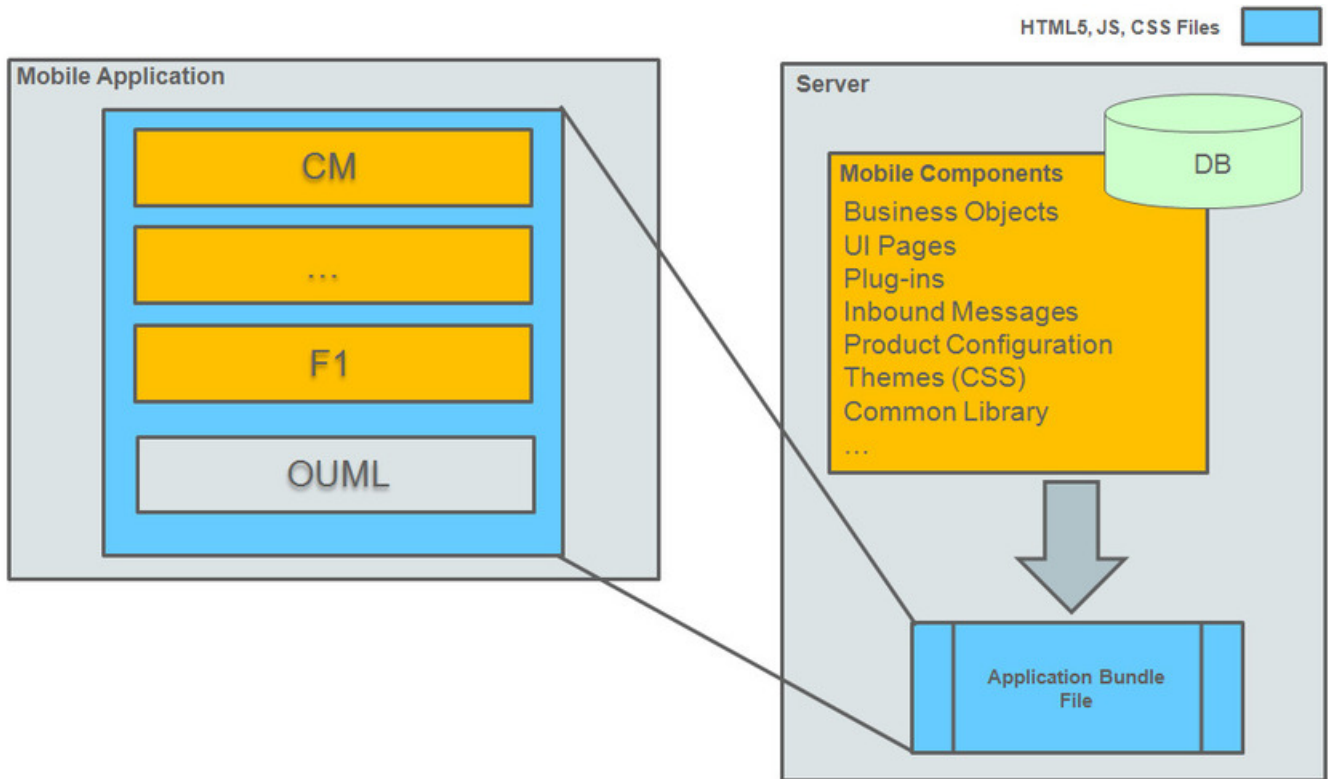 HTML5, JS, CSS Files
Mobile Application
CM
...
F1
OUML
Server
DB
Mobile Components
Business Objects
UI Pages
Plug-ins
Inbound Messages
Product Configuration
Themes (CSS)
Common Library
...
Application Bundle
File